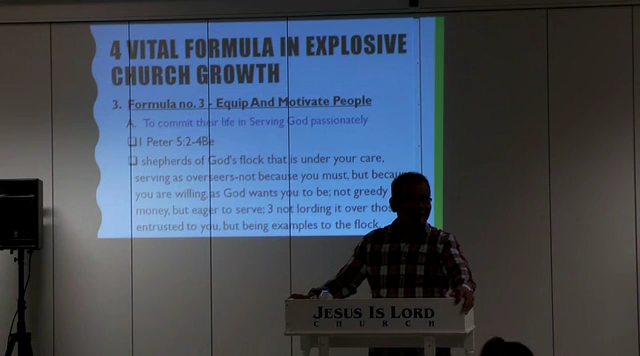 4 VITAL FORMULA IN EXPLOSIVE
CHURCH GROWTH
3. Formula no. 3 - Equip And Motivate People
A. To commit their life in Serving God passionately
1 Peter 5:2-4Be
shepherds of God's flock that is under your care,
serving as overseers-not because you must, but because
you are willing, as God wants you to be; not greedy
money, but eager to serve; 3 not lording it over those
entrusted to you, but being examples to the flock.
JESUS IS LORD
CHURCH